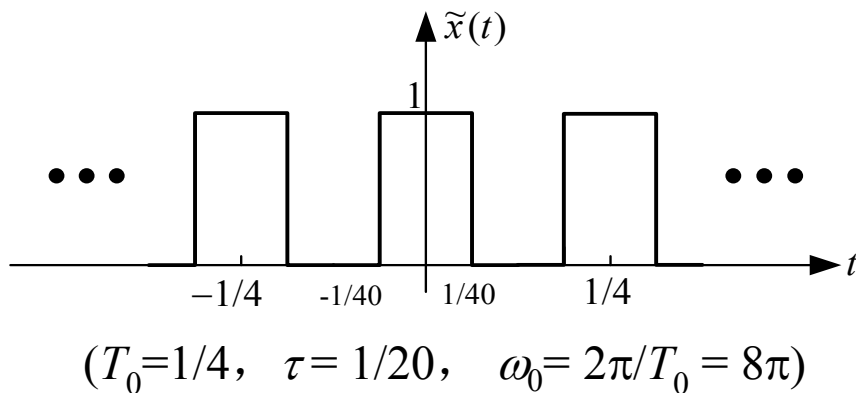 x̃(t)
1
••• •••
–1/4 -1/40 1/40 1/4 t
(T₀=1/4, τ = 1/20, ω₀= 2π/T₀ = 8π)